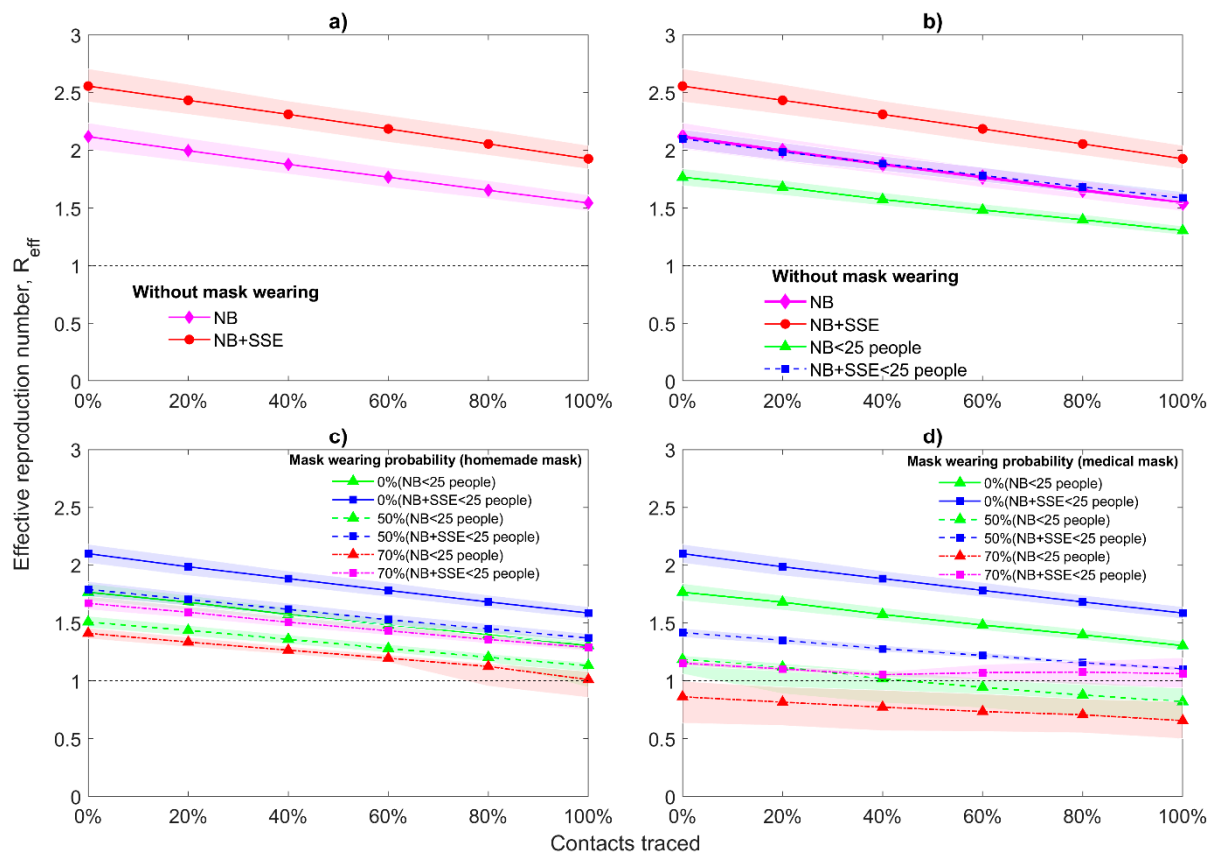 a)
3
2.5
2
1.5
1
0.5
0
Without mask wearing
NB
NB+SSE
0% 20% 40% 60% 80% 100%
b)
3
2.5
2
1.5
1
0.5
0
Without mask wearing
NB
NB+SSE
NB<25 people
NB+SSE<25 people
0% 20% 40% 60% 80% 100%
Effective reproduction number, R_eff
c)
3
2.5
2
1.5
1
0.5
0
Mask wearing probability (homemade mask)
0%(NB<25 people)
0%(NB+SSE<25 people)
50%(NB<25 people)
50%(NB+SSE<25 people)
70%(NB<25 people)
70%(NB+SSE<25 people)
0% 20% 40% 60% 80% 100%
d)
3
2.5
2
1.5
1
0.5
0
Mask wearing probability (medical mask)
0%(NB<25 people)
0%(NB+SSE<25 people)
50%(NB<25 people)
50%(NB+SSE<25 people)
70%(NB<25 people)
70%(NB+SSE<25 people)
0% 20% 40% 60% 80% 100%
Contacts traced